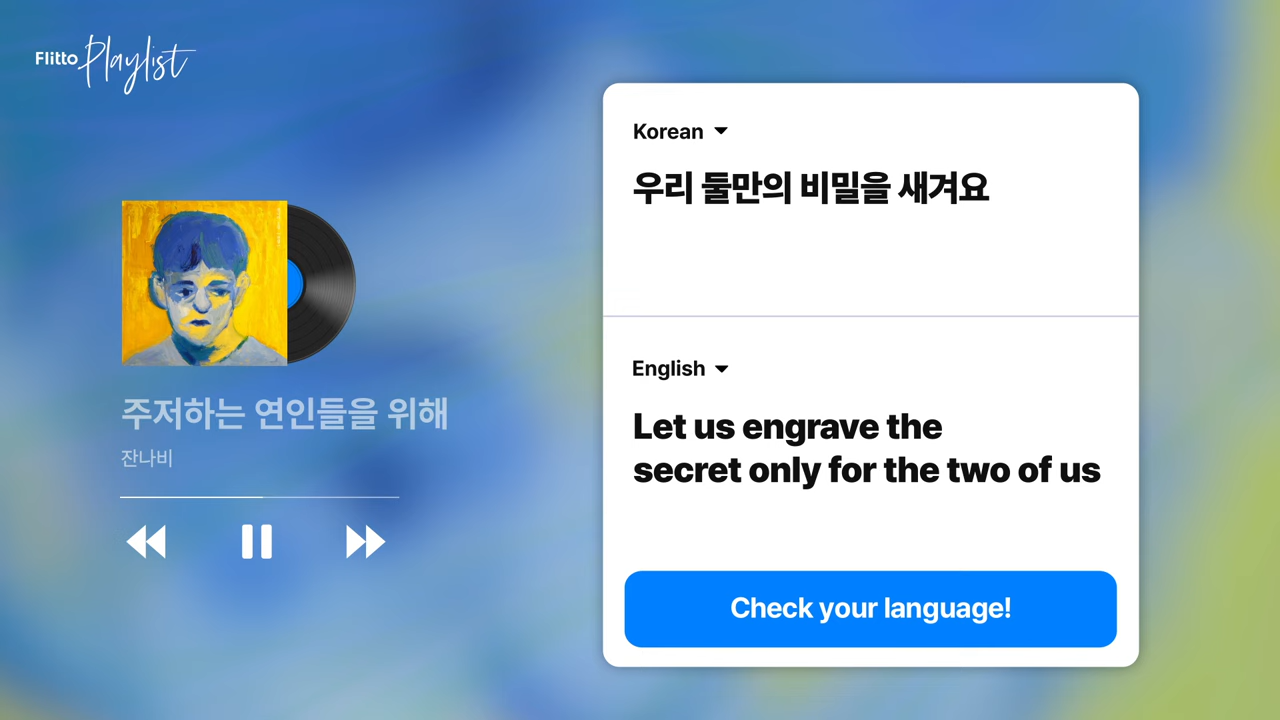 Flitto Playlist
주저하는 연인들을 위해
잔나비
Korean
우리 둘만의 비밀을 새겨요
English
Let us engrave the
secret only for the two of us
Check your language!